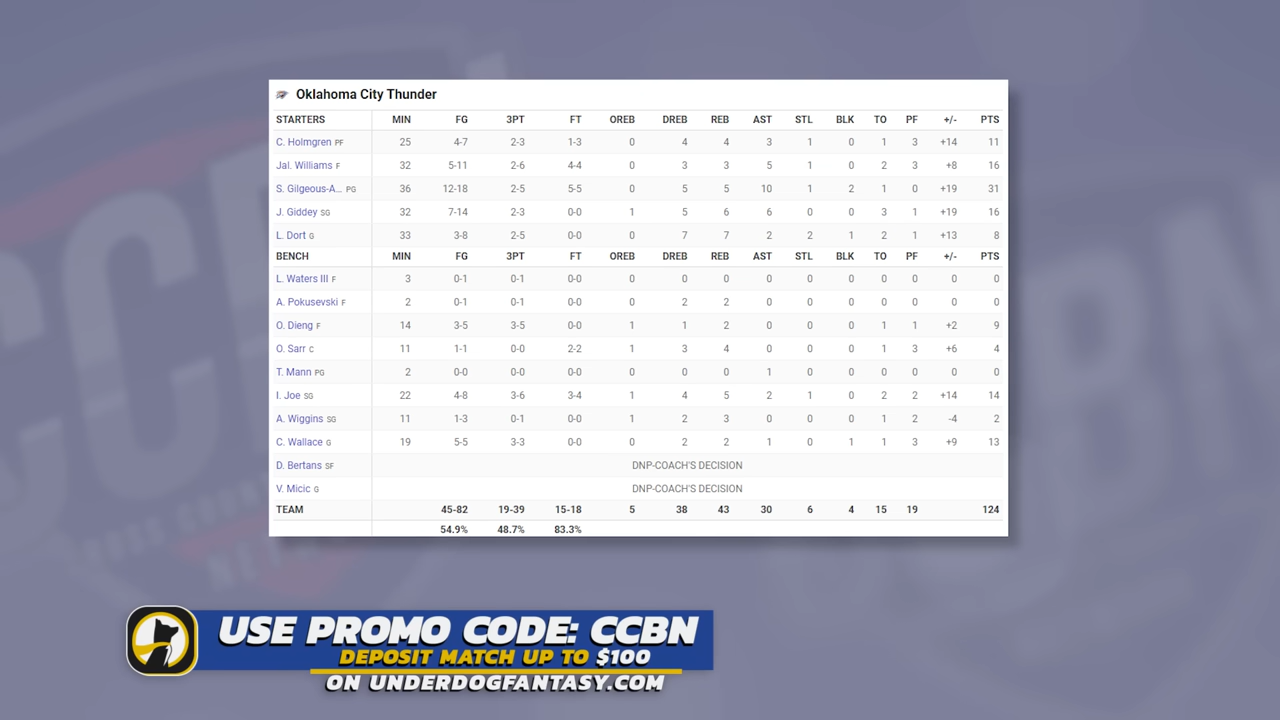 Oklahoma City Thunder
STARTERS MIN FG 3PT FT OREB DREB REB AST STL BLK TO PF +/- PTS
C. Holmgren PF 25 4-7 2-3 1-3 0 4 4 3 1 0 1 3 +14 11
Jal. Williams F 32 5-11 2-6 4-4 0 3 3 5 1 0 2 3 +8 16
S. Gilgeous-A... PG 36 12-18 2-5 5-5 0 5 5 10 1 2 1 0 +19 31
J. Giddey SG 32 7-14 2-3 0-0 1 5 6 6 0 0 3 1 +19 16
L. Dort G 33 3-8 2-5 0-0 0 7 7 2 2 1 2 1 +13 8
BENCH MIN FG 3PT FT OREB DREB REB AST STL BLK TO PF +/- PTS
L. Waters III F 3 0-1 0-1 0-0 0 0 0 0 0 0 0 0 0 0
A. Pokusevski F 2 0-1 0-1 0-0 0 2 2 0 0 0 0 0 0 0
O. Dieng F 14 3-5 3-5 0-0 1 1 2 0 0 0 1 1 +2 9
O. Sarr C 11 1-1 0-0 2-2 1 3 4 0 0 0 1 3 +6 4
T. Mann PG 2 0-0 0-0 0-0 0 0 0 1 0 0 0 0 0 0
I. Joe SG 22 4-8 3-6 3-4 1 4 5 2 1 0 2 2 +14 14
A. Wiggins SG 11 1-3 0-1 0-0 1 2 3 0 0 0 1 2 -4 2
C. Wallace G 19 5-5 3-3 0-0 0 2 2 1 0 1 1 3 +9 13
D. Bertans SF DNP-COACH'S DECISION
V. Micic G DNP-COACH'S DECISION
TEAM 45-82 19-39 15-18 5 38 43 30 6 4 15 19 124
54.9% 48.7% 83.3%
USE PROMO CODE: CCBN
DEPOSIT MATCH UP TO $100
ON UNDERDOGFANTASY.COM